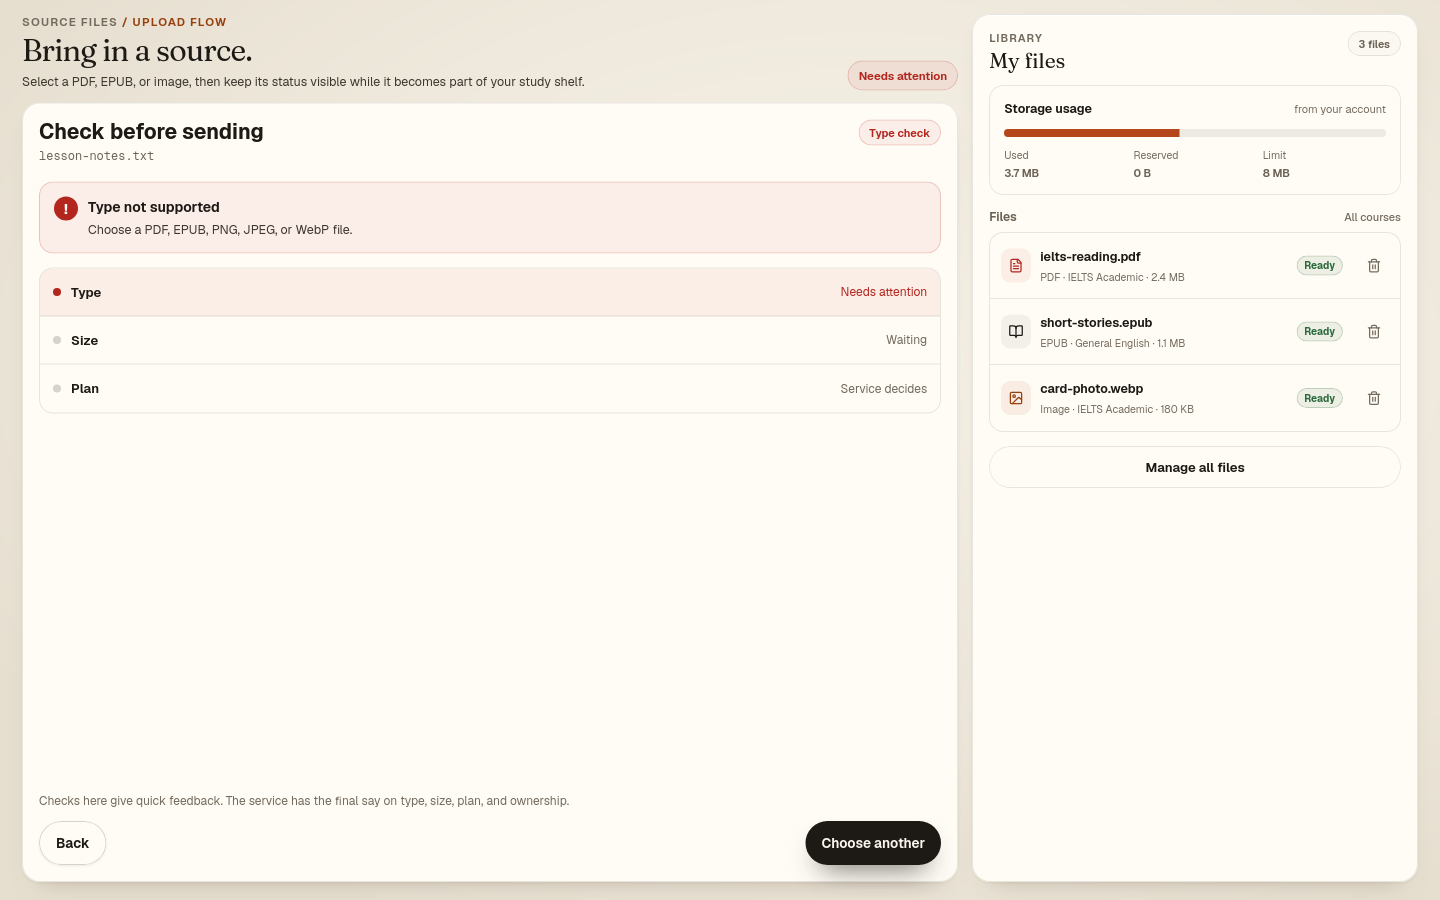 SOURCE FILES / UPLOAD FLOW
Bring in a source.
Select a PDF, EPUB, or image, then keep its status visible while it becomes part of your study shelf.
Needs attention
Check before sending
Type check
lesson-notes.txt
!
Type not supported
Choose a PDF, EPUB, PNG, JPEG, or WebP file.
Type
Needs attention
Size
Waiting
Plan
Service decides
Checks here give quick feedback. The service has the final say on type, size, plan, and ownership.
Back
Choose another
LIBRARY
My files
3 files
Storage usage
from your account
Used
Reserved
Limit
3.7 MB
0 B
8 MB
Files
All courses
ielts-reading.pdf
PDF · IELTS Academic · 2.4 MB
Ready
short-stories.epub
EPUB · General English · 1.1 MB
Ready
card-photo.webp
Image · IELTS Academic · 180 KB
Ready
Manage all files